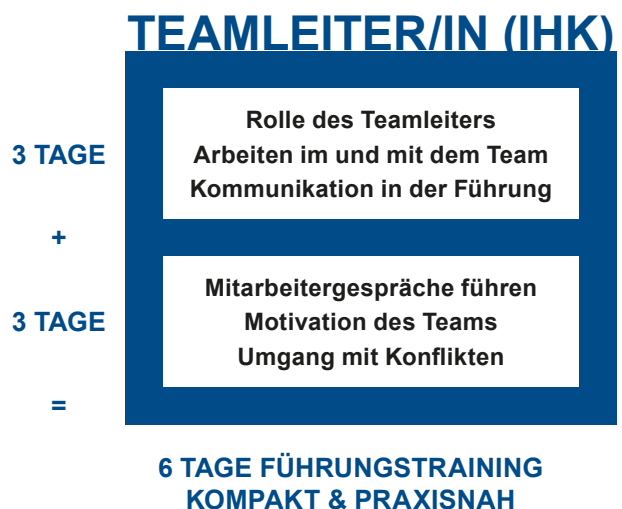 TEAMLEITER/IN (IHK)
3 TAGE
Rolle des Teamleiters
Arbeiten im und mit dem Team
Kommunikation in der Führung
+
3 TAGE
Mitarbeitergespräche führen
Motivation des Teams
Umgang mit Konflikten
=
6 TAGE FÜHRUNGSTRAINING
KOMPAKT & PRAXISNAH